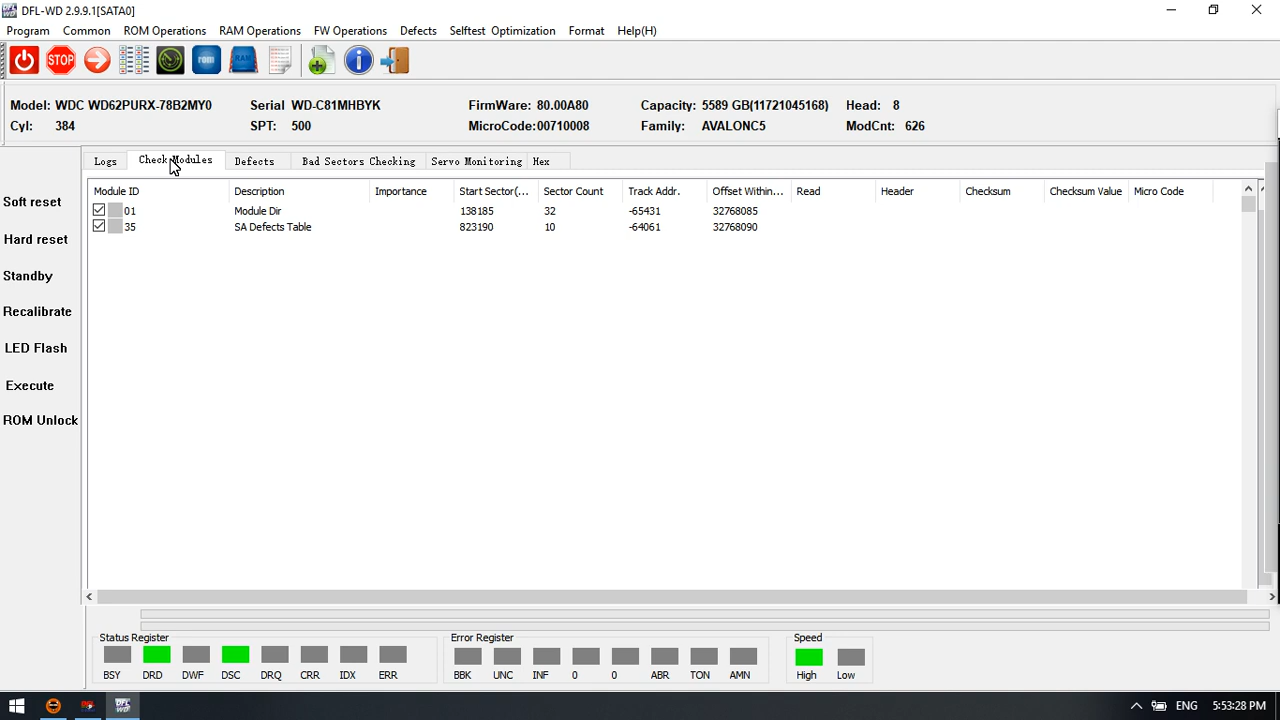 DFL-WD 2.9.9.1[SATA0]
Program Common ROM Operations RAM Operations FW Operations Defects Selftest Optimization Format Help(H)
STOP rom RAM
Model: WDC WD62PURX-78B2MY0 Serial WD-C81MHBYK FirmWare: 80.00A80 Capacity: 5589 GB(11721045168) Head: 8
Cyl: 384 SPT: 500 MicroCode:00710008 Family: AVALONC5 ModCnt: 626
Logs Check Modules Defects Bad Sectors Checking Servo Monitoring Hex
Module ID Description Importance Start Sector(... Sector Count Track Addr. Offset Within... Read Header Checksum Checksum Value Micro Code
01 Module Dir 138185 32 -65431 32768085
35 SA Defects Table 823190 10 -64061 32768090
Soft reset
Hard reset
Standby
Recalibrate
LED Flash
Execute
ROM Unlock
Status Register Error Register Speed
BSY DRD DWF DSC DRQ CRR IDX ERR BBK UNC INF 0 0 ABR TON AMN High Low
DFL WD ENG 5:53:28 PM